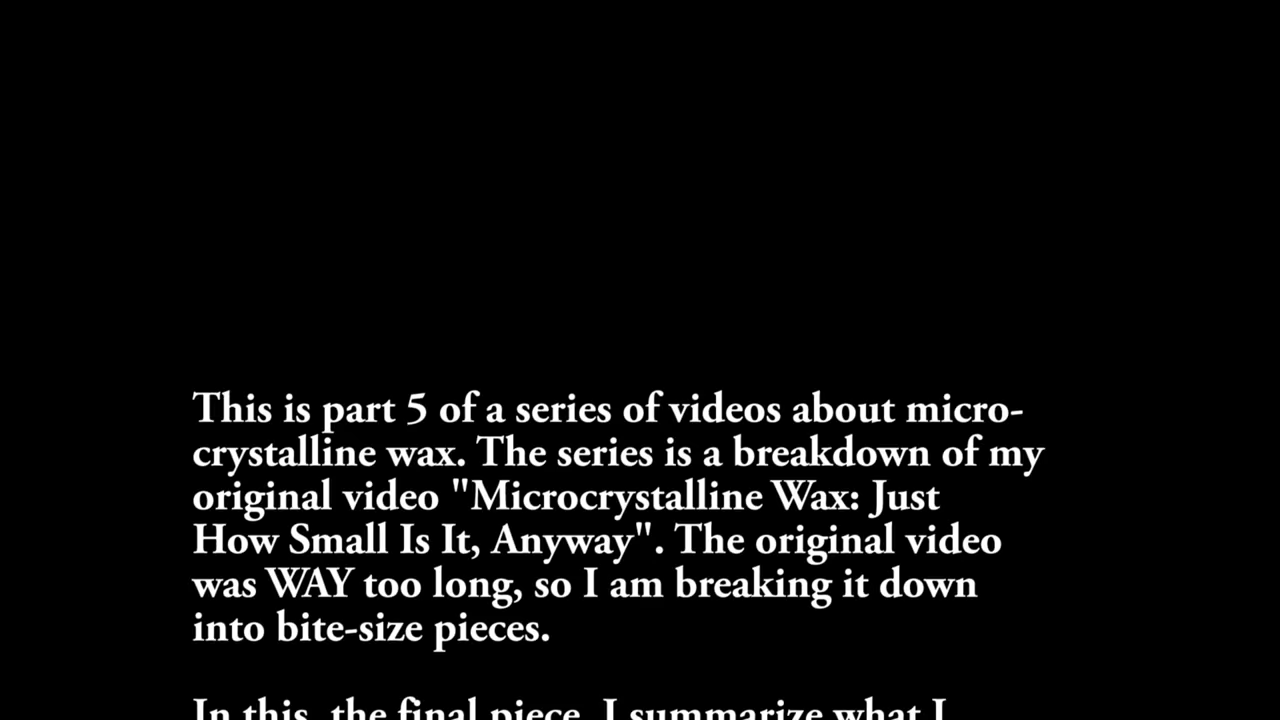 This is part 5 of a series of videos about micro-
crystalline wax. The series is a breakdown of my
original video "Microcrystalline Wax: Just
How Small Is It, Anyway". The original video
was WAY too long, so I am breaking it down
into bite-size pieces.
In this, the final piece, I summarize what I